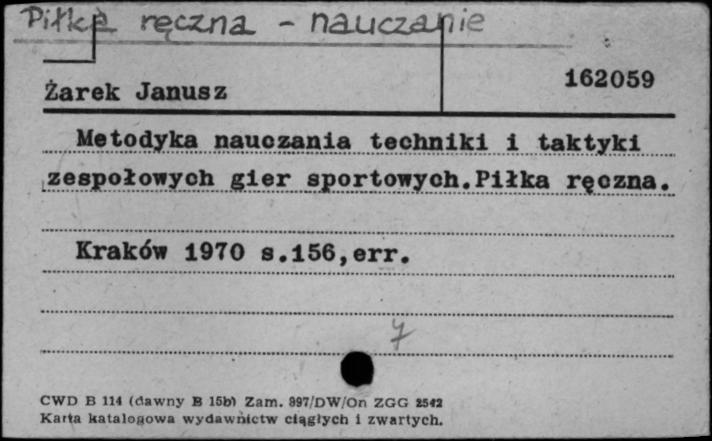 Piłka ręczna - nauczanie
162059
Żarek Janusz
Metodyka nauczania techniki i taktyki
zespołowych gier sportowych.Piłka ręczna.
Kraków 1970 s.156,err.
7
CWD B 114 (dawny B 15b) Zam. 897/DW/On ZGG 2542
Karta katalogowa wydawnictw ciągłych i zwartych.